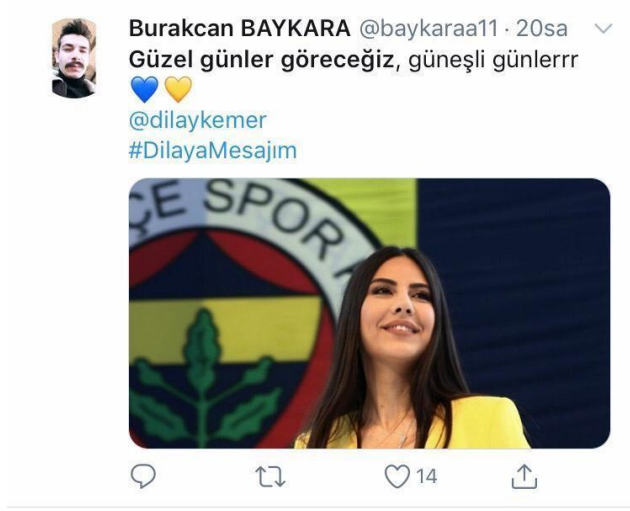 Burakcan BAYKARA @baykaraa11 · 20sa
Güzel günler göreceğiz, güneşli günlerrr
💙💛
@dilaykemer
#DilayaMesajım
ÇE SPOR
14